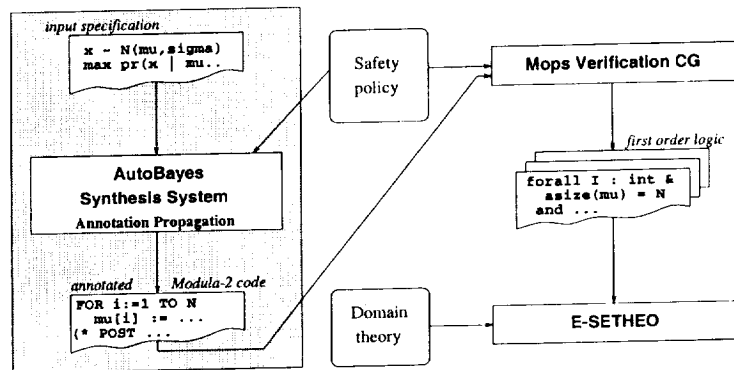 input specification
x ~ N(mu,sigma)
max pr(x | mu..
AutoBayes
Synthesis System
Annotation Propagation
annotated Modula-2 code
FOR i:=1 TO N
mu[i] := ...
(* POST ...
Safety
policy
Domain
theory
Mops Verification CG
first order logic
forall I : int &
asize(mu) = N
and ...
E-SETHEO